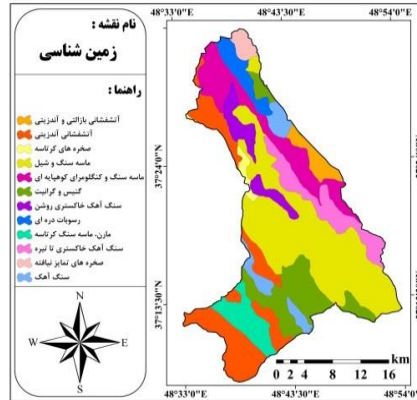 نام نقشه :
زمین شناسی
راهنما :
آتشفشانی بازالتی و آندزیتی
آتشفشانی آندزیتی
صخره های کرتاسه
ماسه سنگ و شیل
ماسه سنگ و کنگلومرای کوهپایه ای
گنیس و گرانیت
سنگ آهک خاکستری روشن
رسوبات دره ای
مارن، ماسه سنگ کرتاسه
سنگ آهک خاکستری تا تیره
صخره های تمایز نیافته
سنگ آهک
N
W E
S
48°33'0"E 48°43'30"E 48°54'0"E
37°24'0"N
37°13'30"N
km
0 2 4 8 12 16
48°33'0"E 48°43'30"E 48°54'0"E